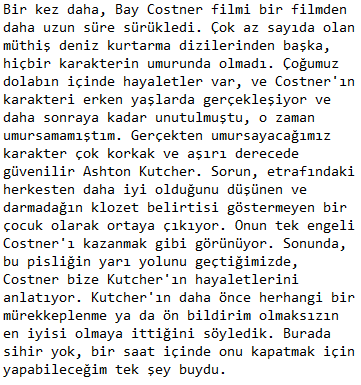 Bir kez daha, Bay Costner filmi bir filmden
daha uzun süre sürükledi. Çok az sayıda olan
müthiş deniz kurtarma dizilerinden başka,
hiçbir karakterin umurunda olmadı. Çoğumuz
dolabın içinde hayaletler var, ve Costner'ın
karakteri erken yaşlarda gerçekleşiyor ve
daha sonraya kadar unutulmuştu, o zaman
umursamamıştım. Gerçekten umursayacağımız
karakter çok korkak ve aşırı derecede
güvenilir Ashton Kutcher. Sorun, etrafındaki
herkesten daha iyi olduğunu düşünen ve
darmadağın klozet belirtisi göstermeyen bir
çocuk olarak ortaya çıkıyor. Onun tek engeli
Costner'ı kazanmak gibi görünüyor. Sonunda,
bu pisliğin yarı yolunu geçtiğimizde,
Costner bize Kutcher'ın hayaletlerini
anlatıyor. Kutcher'ın daha önce herhangi bir
mürekkeplenme ya da ön bildirim olmaksızın
en iyisi olmaya ittiğini söyledik. Burada
sihir yok, bir saat içinde onu kapatmak için
yapabileceğim tek şey buydu.